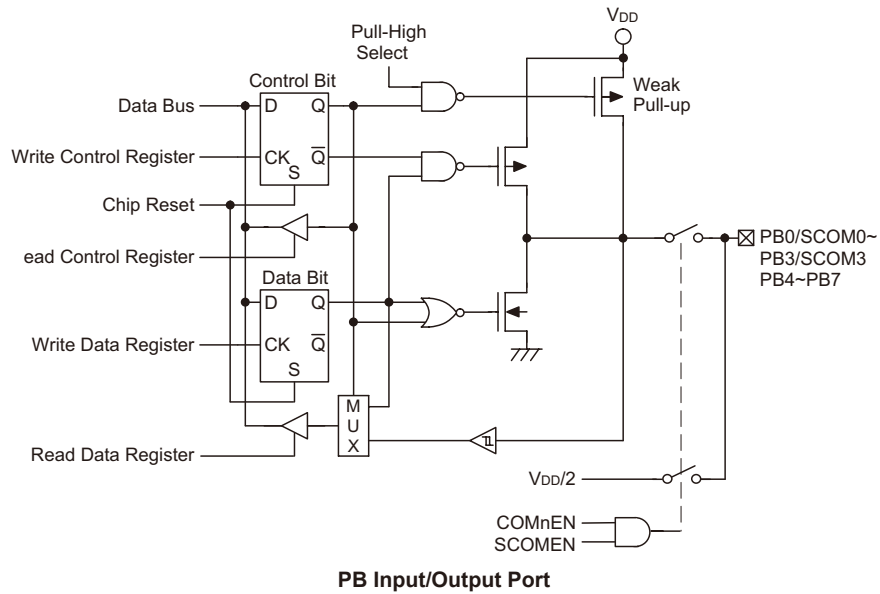 VDD
Pull-High
Select
Control Bit
Weak
Pull-up
Data Bus
D Q
Write Control Register
CK Q̅
S
Chip Reset
ead Control Register
PB0/SCOM0~
PB3/SCOM3
PB4~PB7
Data Bit
D Q
Write Data Register
CK Q̅
S
M
U
X
Read Data Register
VDD/2
COMnEN
SCOMEN
PB Input/Output Port